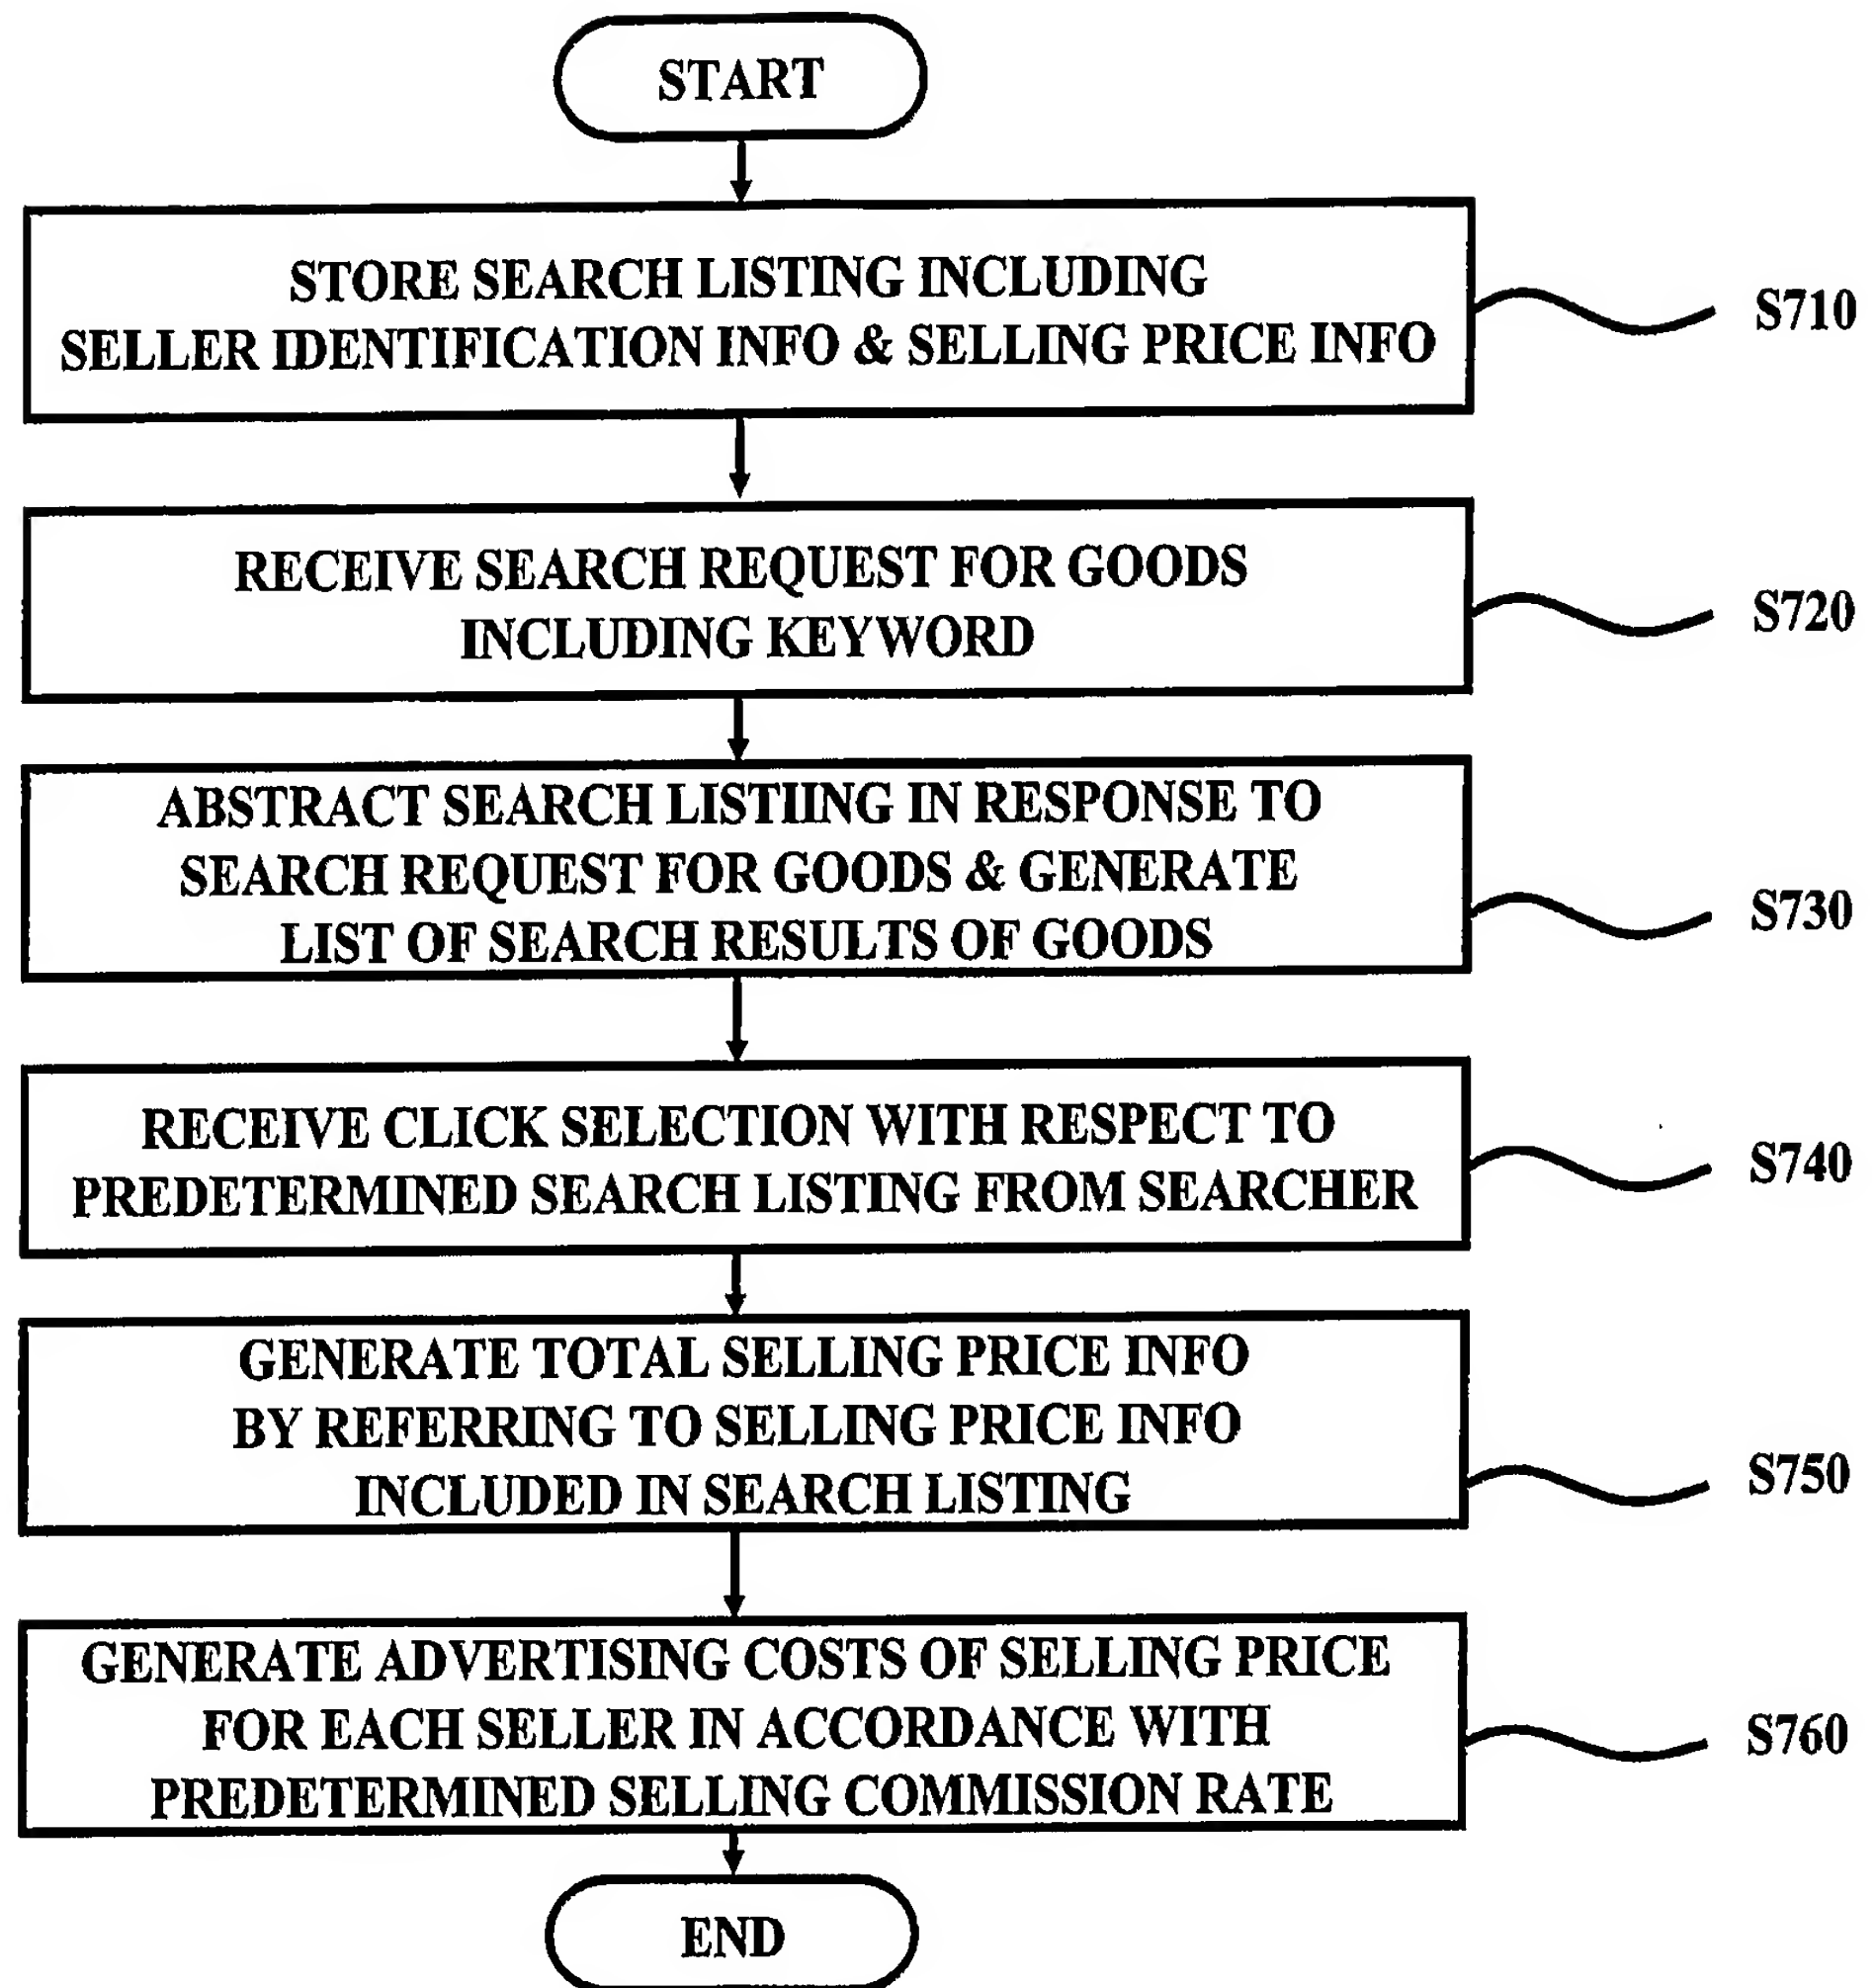 START
STORE SEARCH LISTING INCLUDING
SELLER IDENTIFICATION INFO & SELLING PRICE INFO
S710
RECEIVE SEARCH REQUEST FOR GOODS
INCLUDING KEYWORD
S720
ABSTRACT SEARCH LISTIING IN RESPONSE TO
SEARCH REQUEST FOR GOODS & GENERATE
LIST OF SEARCH RESULTS OF GOODS
S730
RECEIVE CLICK SELECTION WITH RESPECT TO
PREDETERMINED SEARCH LISTING FROM SEARCHER
S740
GENERATE TOTAL SELLING PRICE INFO
BY REFERRING TO SELLING PRICE INFO
INCLUDED IN SEARCH LISTING
S750
GENERATE ADVERTISING COSTS OF SELLING PRICE
FOR EACH SELLER IN ACCORDANCE WITH
PREDETERMINED SELLING COMMISSION RATE
S760
END